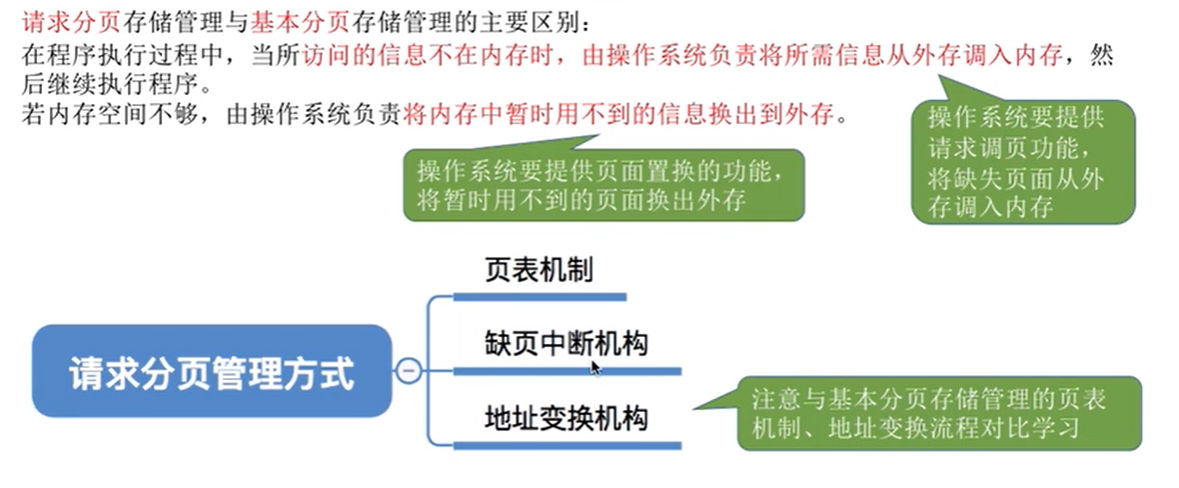 请求分页存储管理与基本分页存储管理的主要区别：
在程序执行过程中，当所访问的信息不在内存时，由操作系统负责将所需信息从外存调入内存，然
后继续执行程序。
若内存空间不够，由操作系统负责将内存中暂时用不到的信息换出到外存。
操作系统要提供
请求调页功能，
将缺失页面从外
存调入内存
操作系统要提供页面置换的功能，
将暂时用不到的页面换出外存
请求分页管理方式
页表机制
缺页中断机构
地址变换机构
注意与基本分页存储管理的页表
机制、地址变换流程对比学习